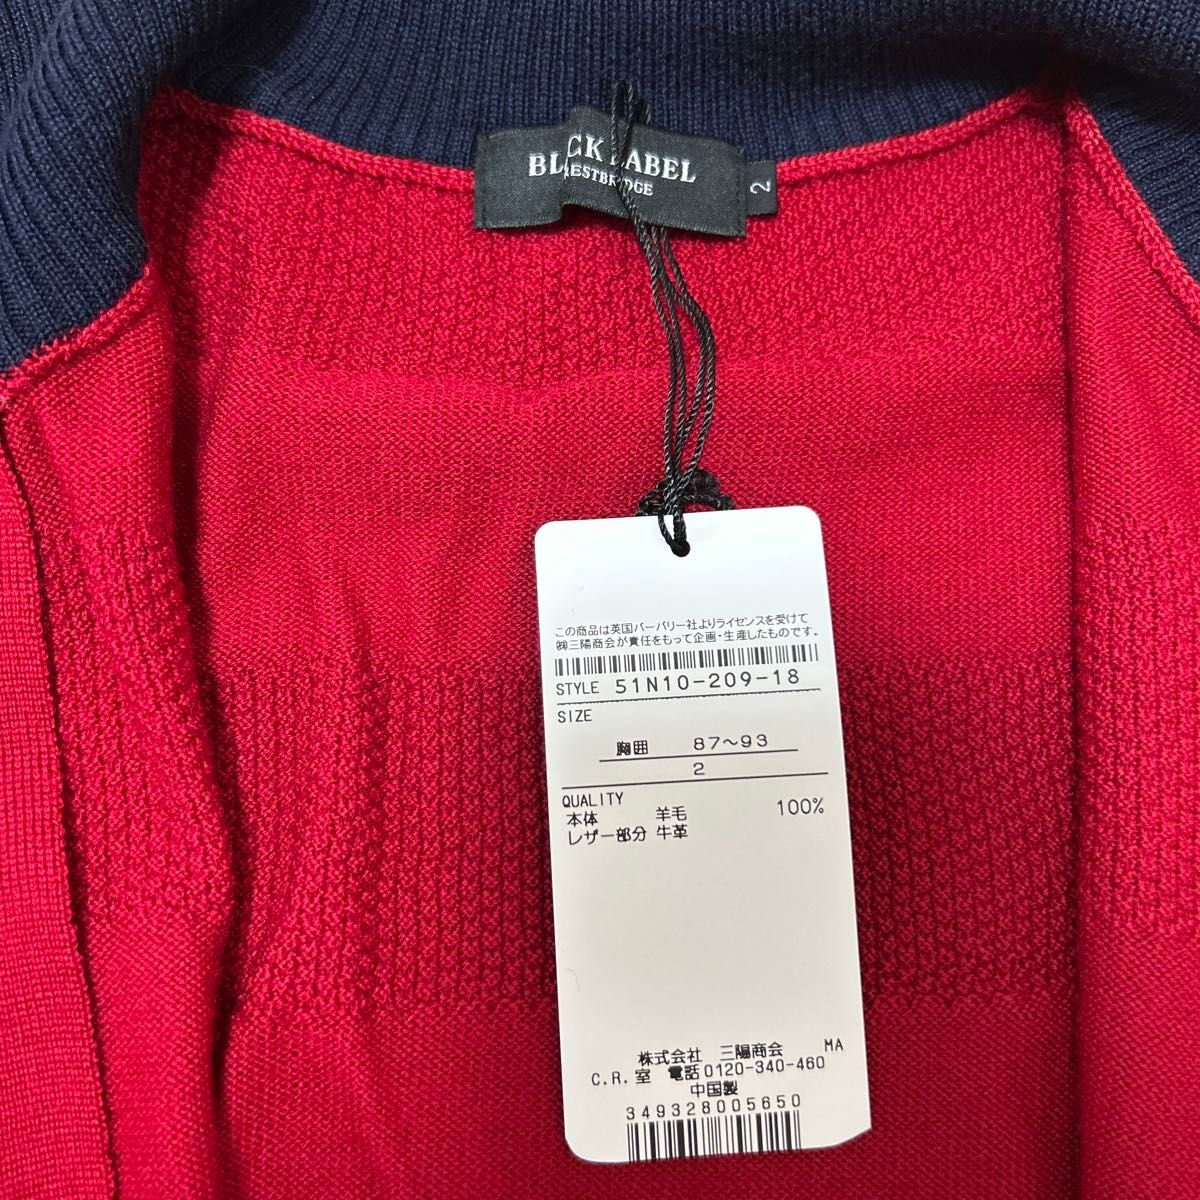 BL CK LABEL
RESTBRIDGE
2
この商品は英国バーバリー社よりライセンスを受けて
㈱三陽商会が責任をもって企画・生産したものです。
STYLE 51N10-209-18
SIZE
胸囲 87～93
2
QUALITY
本体 羊毛 100%
レザー部分 牛革
株式会社 三陽商会 MA
C.R.室 電話0120-340-460
中国製
349328005650